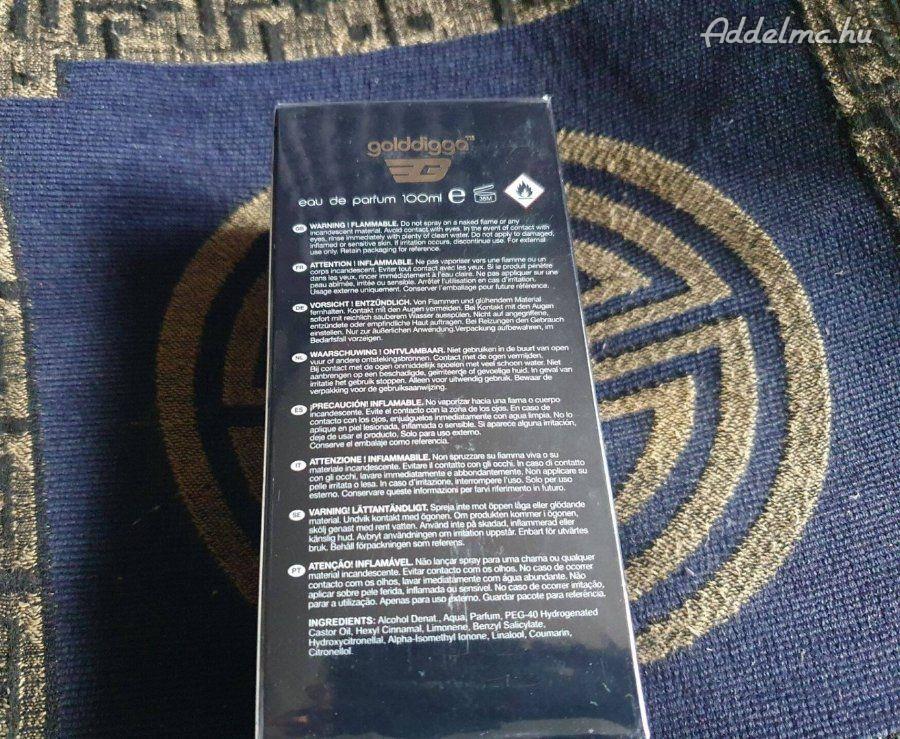 Addelma.hu
golddigga™
eau de parfum 100ml e 36M
GB WARNING ! FLAMMABLE. Do not spray on a naked flame or any
incandescent material. Avoid contact with eyes. In the event of contact with
eyes, rinse immediately with plenty of clean water. Do not apply to damaged,
inflamed or sensitive skin. If irritation occurs, discontinue use. For external
use only. Retain packaging for reference.
FR ATTENTION ! INFLAMMABLE. Ne pas vaporiser vers une flamme ou un
corps incandescent. Eviter tout contact avec les yeux. Si le produit pénètre
dans les yeux, rincer immédiatement à l'eau claire. Ne pas appliquer sur une
peau abimée, irritée ou sensible. Arrêter l'utilisation en cas d'irritation.
Usage externe uniquement. Conserver l'emballage pour future référence.
DE VORSICHT ! ENTZÜNDLICH. Von Flammen und glühendem Material
fernhalten. Kontakt mit den Augen vermeiden. Bei Kontakt mit den Augen
sofort mit reichlich sauberem Wasser ausspülen. Nicht auf angegriffene,
entzündete oder empfindliche Haut auftragen. Bei Reizungen den Gebrauch
einstellen. Nur zur äußerlichen Anwendung.Verpackung aufbewahren, im
Bedarfsfall vorzeigen.
NL WAARSCHUWING ! ONTVLAMBAAR. Niet gebruiken in de buurt van open
vuur of andere ontstekingsbronnen. Contact met de ogen vermijden.
Bij contact met de ogen onmiddelijk spoelen met veel schoon water. Niet
aanbrengen op een beschadigde, geïrriteerde of gevoelige huid. In geval van
irritatie het gebruik stoppen. Alleen voor uitwendig gebruik. Bewaar de
verpakking voor de gebruiksaanwijzing.
ES ¡PRECAUCIÓN! INFLAMABLE. No vaporizar hacia una flama o cuerpo
incandescente. Evite el contacto con la zona de los ojos. En caso de
contacto con los ojos, enjuáguelos inmediatamente con agua limpia. No lo
aplique en piel lesionada, inflamada o sensible. Si aparece alguna irritación,
deje de usar el producto. Solo para uso externo.
Conserve el embalaje como referencia.
IT ATTENZIONE ! INFIAMMABILE. Non spruzzare su fiamma viva o su
materiale incandescente. Evitare il contatto con gli occhi. In caso di contatto
con gli occhi, lavare immediatamente e abbondantemente. Non applicare su
pelle irritata o lesa. In caso d'irritazione, interrompere l'uso. Solo per uso
esterno. Conservare queste informazioni per farvi riferimento in futuro.
SE VARNING! LÄTTANTÄNDLIGT. Spreja inte mot öppen låga eller glödande
material. Undvik kontakt med ögonen. Om produkten kommer i ögonen,
skölj genast med rent vatten. Använd inte på skadad, inflammerad eller
känslig hud. Avbryt användningen om irritation uppstår. Enbart för utvärtes
bruk. Behåll förpackningen som referens.
PT ATENÇÃO! INFLAMÁVEL. Não lançar spray para uma chama ou qualquer
material incandescente. Evitar contacto com os olhos. No caso de ocorrer
contacto com os olhos, lavar imediatamente com água abundante. Não
aplicar sobre pele ferida, inflamada ou sensível. No caso de ocorrer irritação,
parar a utilização. Apenas para uso externo. Guardar pacote para referência.
INGREDIENTS: Alcohol Denat., Aqua, Parfum, PEG-40 Hydrogenated
Castor Oil, Hexyl Cinnamal, Limonene, Benzyl Salicylate,
Hydroxycitronellal, Alpha-Isomethyl Ionone, Linalool, Coumarin,
Citronellol.